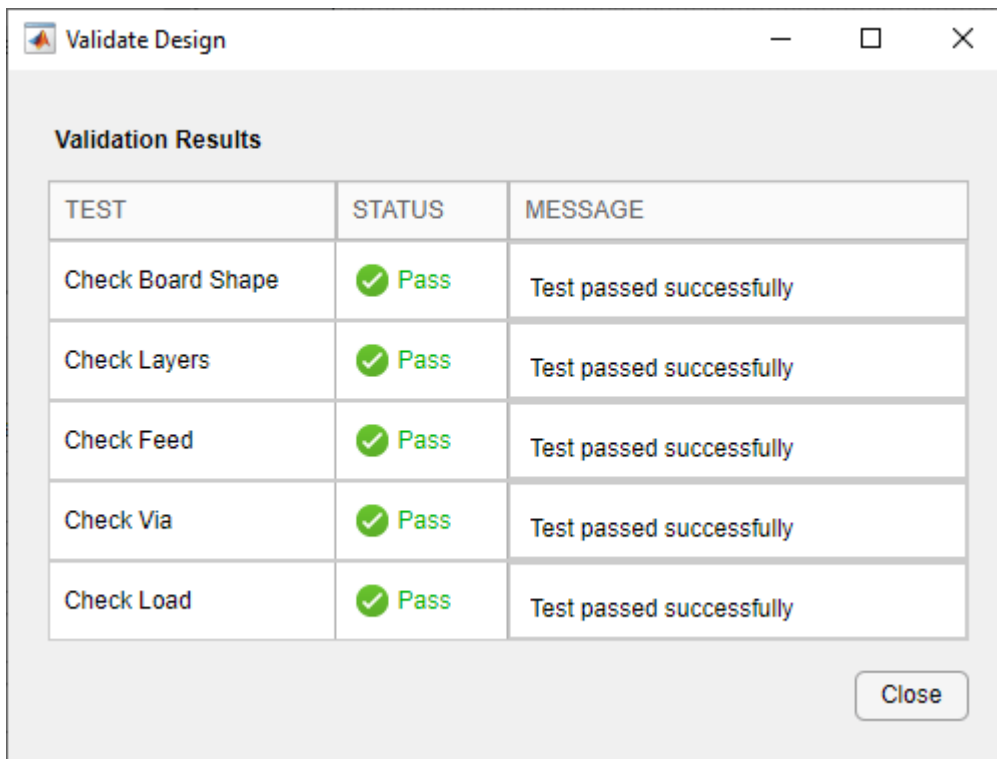 Validate Design
Validation Results
TEST STATUS MESSAGE
Check Board Shape Pass Test passed successfully
Check Layers Pass Test passed successfully
Check Feed Pass Test passed successfully
Check Via Pass Test passed successfully
Check Load Pass Test passed successfully
Close